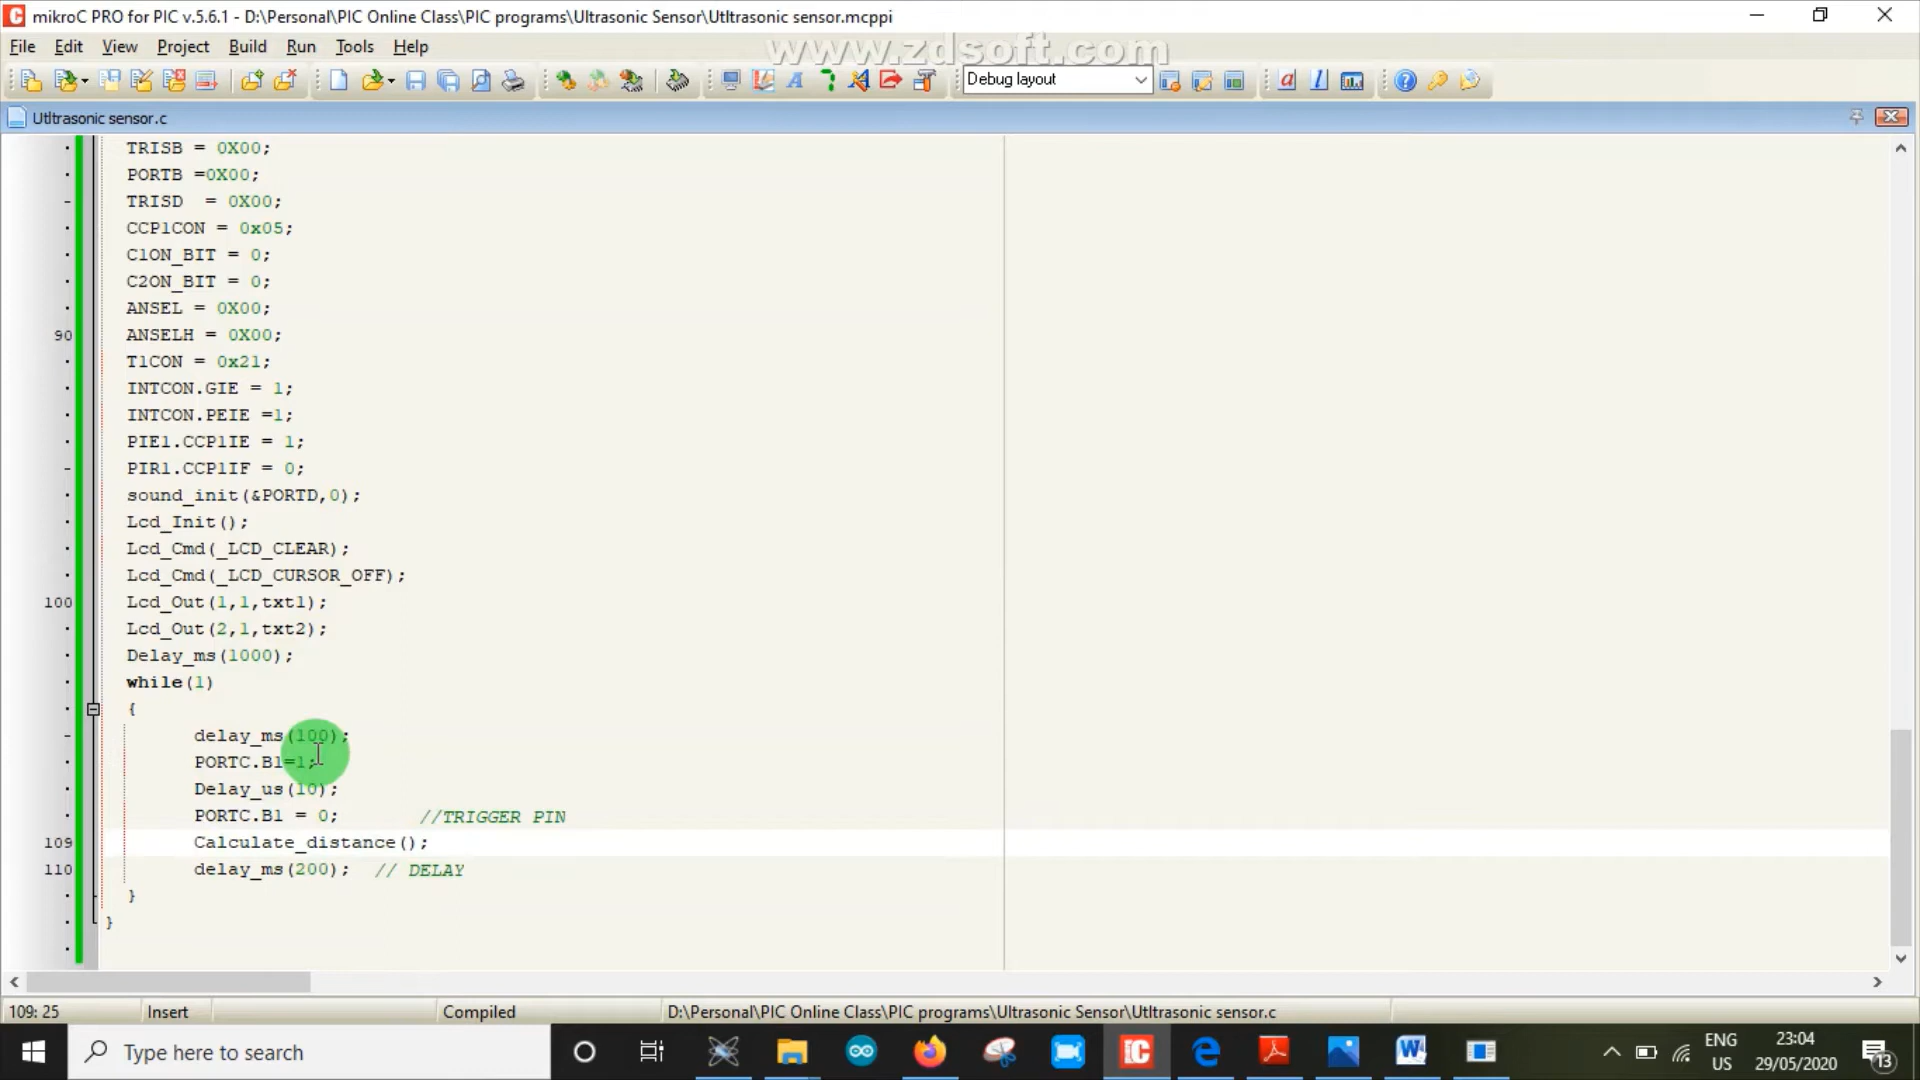 mikroC PRO for PIC v.5.6.1 - D:\Personal\PIC Online Class\PIC programs\Ultrasonic Sensor\Utltrasonic sensor.mcppi
File Edit View Project Build Run Tools Help
www.zdsoft.com
Debug layout
Utltrasonic sensor.c
TRISB = 0X00;
PORTB =0X00;
TRISD  = 0X00;
CCP1CON = 0x05;
C1ON_BIT = 0;
C2ON_BIT = 0;
ANSEL = 0X00;
90 ANSELH = 0X00;
T1CON = 0x21;
INTCON.GIE = 1;
INTCON.PEIE =1;
PIE1.CCP1IE = 1;
PIR1.CCP1IF = 0;
sound_init(&PORTD,0);
Lcd_Init();
Lcd_Cmd(_LCD_CLEAR);
Lcd_Cmd(_LCD_CURSOR_OFF);
100 Lcd_Out(1,1,txt1);
Lcd_Out(2,1,txt2);
Delay_ms(1000);
while(1)
{
delay_ms(100);
PORTC.B1=1;
Delay_us(10);
PORTC.B1 = 0; //TRIGGER PIN
109 Calculate_distance();
110 delay_ms(200); // DELAY
}
}
109: 25 Insert Compiled D:\Personal\PIC Online Class\PIC programs\Ultrasonic Sensor\Utltrasonic sensor.c
Type here to search
ENG
US
23:04
29/05/2020
13